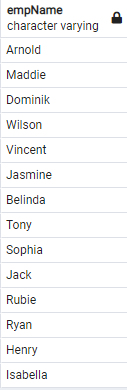 empName
character varying
Arnold
Maddie
Dominik
Wilson
Vincent
Jasmine
Belinda
Tony
Sophia
Jack
Rubie
Ryan
Henry
Isabella